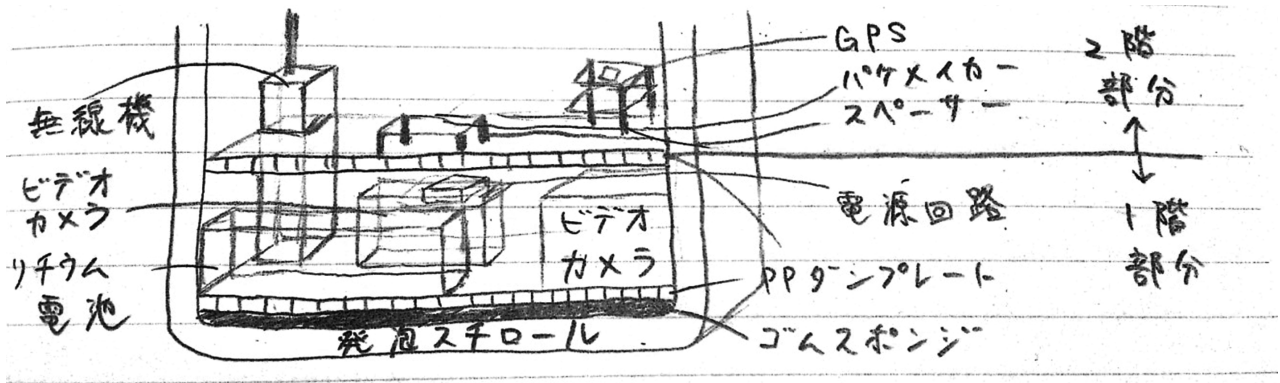 GPS
パケメイカー
スペーサー
2階
部分
無線機
ビデオ
カメラ
リチウム
電池
ビデオ
カメラ
電源回路
1階
部分
PPダンプレート
ゴムスポンジ
発泡スチロール